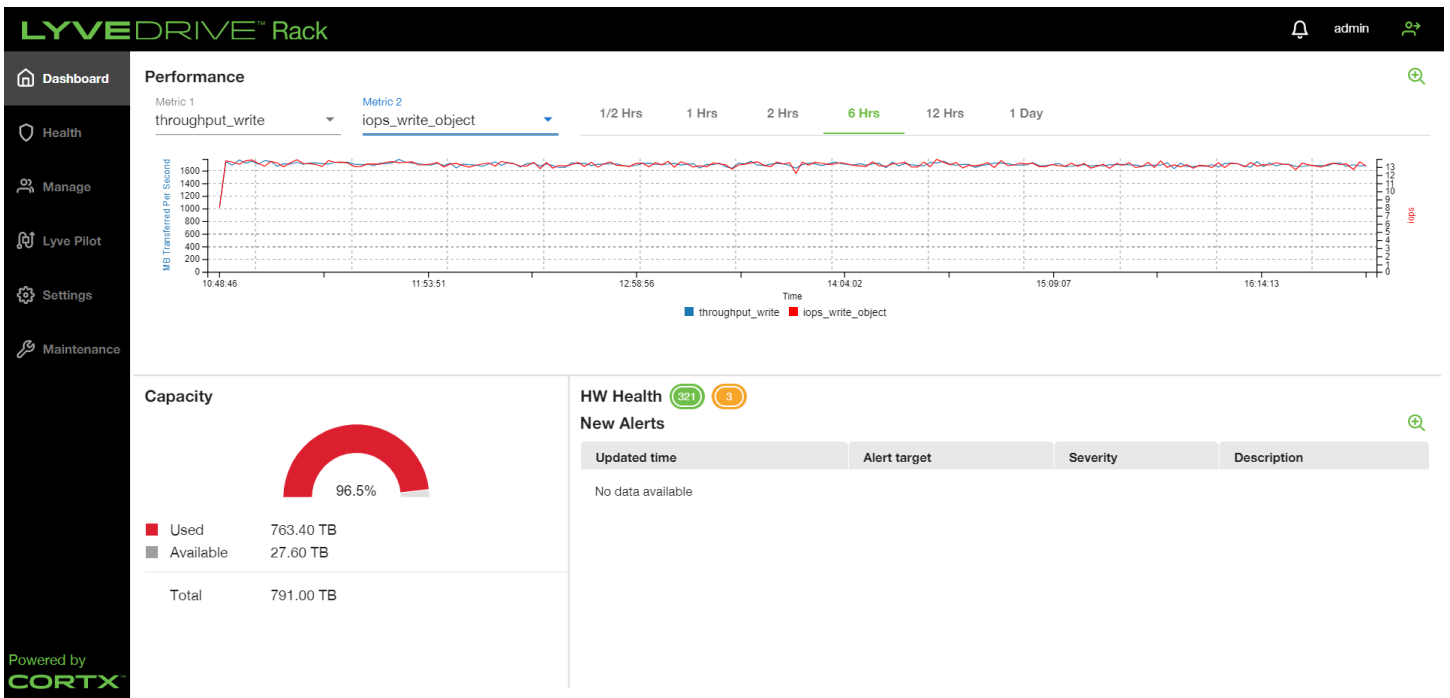 LYVEDRIVE™ Rack
admin
Dashboard
Health
Manage
Lyve Pilot
Settings
Maintenance
Powered by
CORTX™
Performance
Metric 1
throughput_write
Metric 2
iops_write_object
1/2 Hrs 1 Hrs 2 Hrs 6 Hrs 12 Hrs 1 Day
MB Transferred Per Second
1600
1400
1200
1000
800
600
400
200
0
13
12
11
10
9
8
7
6
5
4
3
2
1
0
iops
10:48:46 11:53:51 12:58:56 14:04:02 15:09:07 16:14:13
Time
throughput_write iops_write_object
Capacity
96.5%
Used 763.40 TB
Available 27.60 TB
Total 791.00 TB
HW Health 321 3
New Alerts
Updated time Alert target Severity Description
No data available